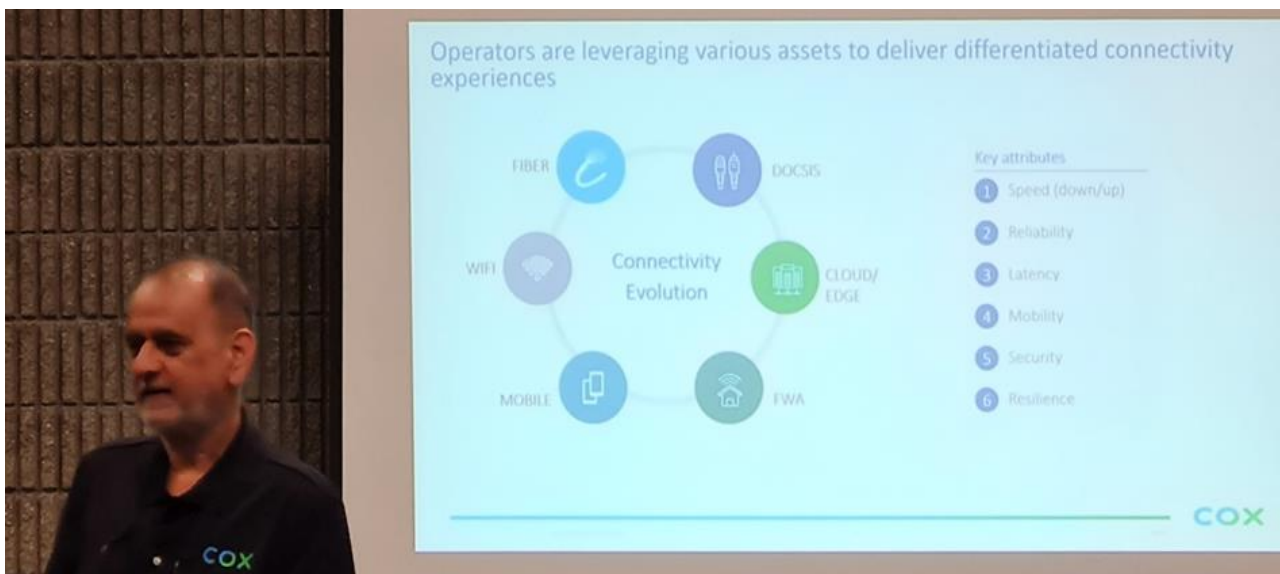 Operators are leveraging various assets to deliver differentiated connectivity
experiences
FIBER
DOCSIS
WIFI
Connectivity
Evolution
CLOUD/
EDGE
MOBILE
FWA
Key attributes
1 Speed (down/up)
2 Reliability
3 Latency
4 Mobility
5 Security
6 Resilience
COX
COX